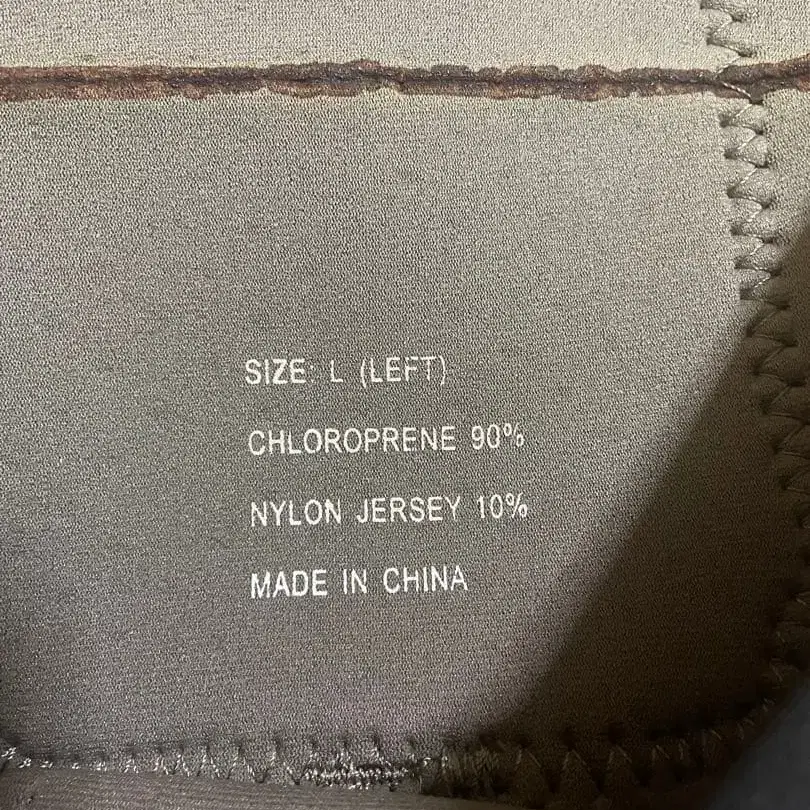 SIZE: L (LEFT)
CHLOROPRENE 90%
NYLON JERSEY 10%
MADE IN CHINA